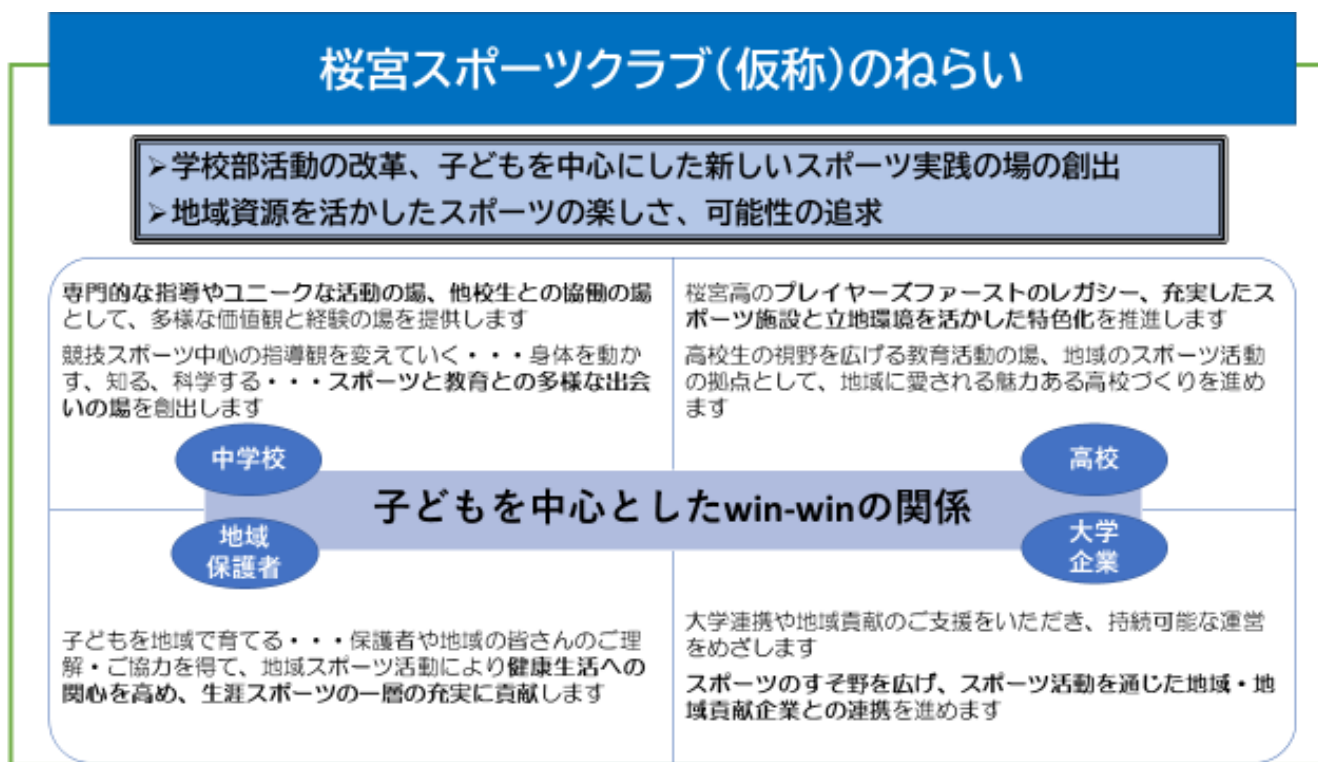 桜宮スポーツクラブ(仮称)のねらい
➢学校部活動の改革、子どもを中心にした新しいスポーツ実践の場の創出
➢地域資源を活かしたスポーツの楽しさ、可能性の追求
専門的な指導やユニークな活動の場、他校生との協働の場
として、多様な価値観と経験の場を提供します
競技スポーツ中心の指導観を変えていく・・・身体を動か
す、知る、科学する・・・スポーツと教育との多様な出会
いの場を創出します
中学校
桜宮高のプレイヤーズファーストのレガシー、充実したス
ポーツ施設と立地環境を活かした特色化を推進します
高校生の視野を広げる教育活動の場、地域のスポーツ活動
の拠点として、地域に愛される魅力ある高校づくりを進め
ます
高校
子どもを中心としたwin-winの関係
地域
保護者
子どもを地域で育てる・・・保護者や地域の皆さんのご理
解・ご協力を得て、地域スポーツ活動により健康生活への
関心を高め、生涯スポーツの一層の充実に貢献します
大学
企業
大学連携や地域貢献のご支援をいただき、持続可能な運営
をめざします
スポーツのすそ野を広げ、スポーツ活動を通じた地域・地
域貢献企業との連携を進めます